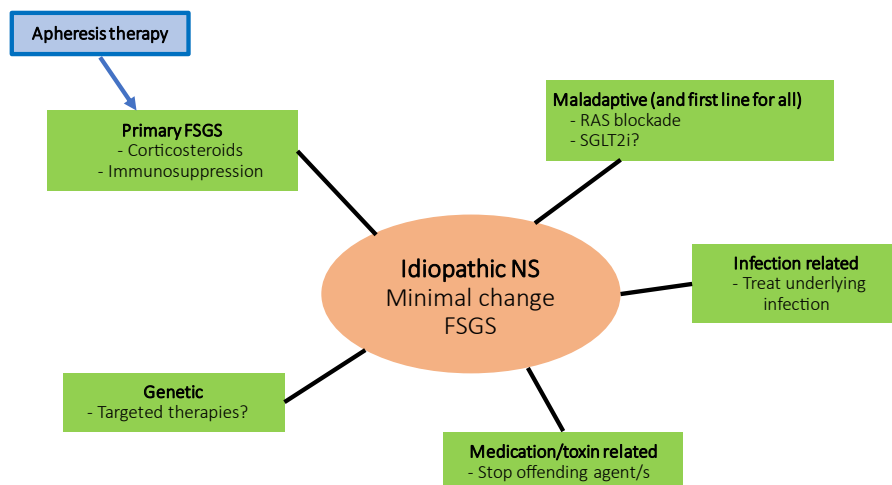 Apheresis therapy
Primary FSGS
- Corticosteroids
- Immunosuppression
Maladaptive (and first line for all)
- RAS blockade
- SGLT2i?
Idiopathic NS
Minimal change
FSGS
Infection related
- Treat underlying
infection
Genetic
- Targeted therapies?
Medication/toxin related
- Stop offending agent/s